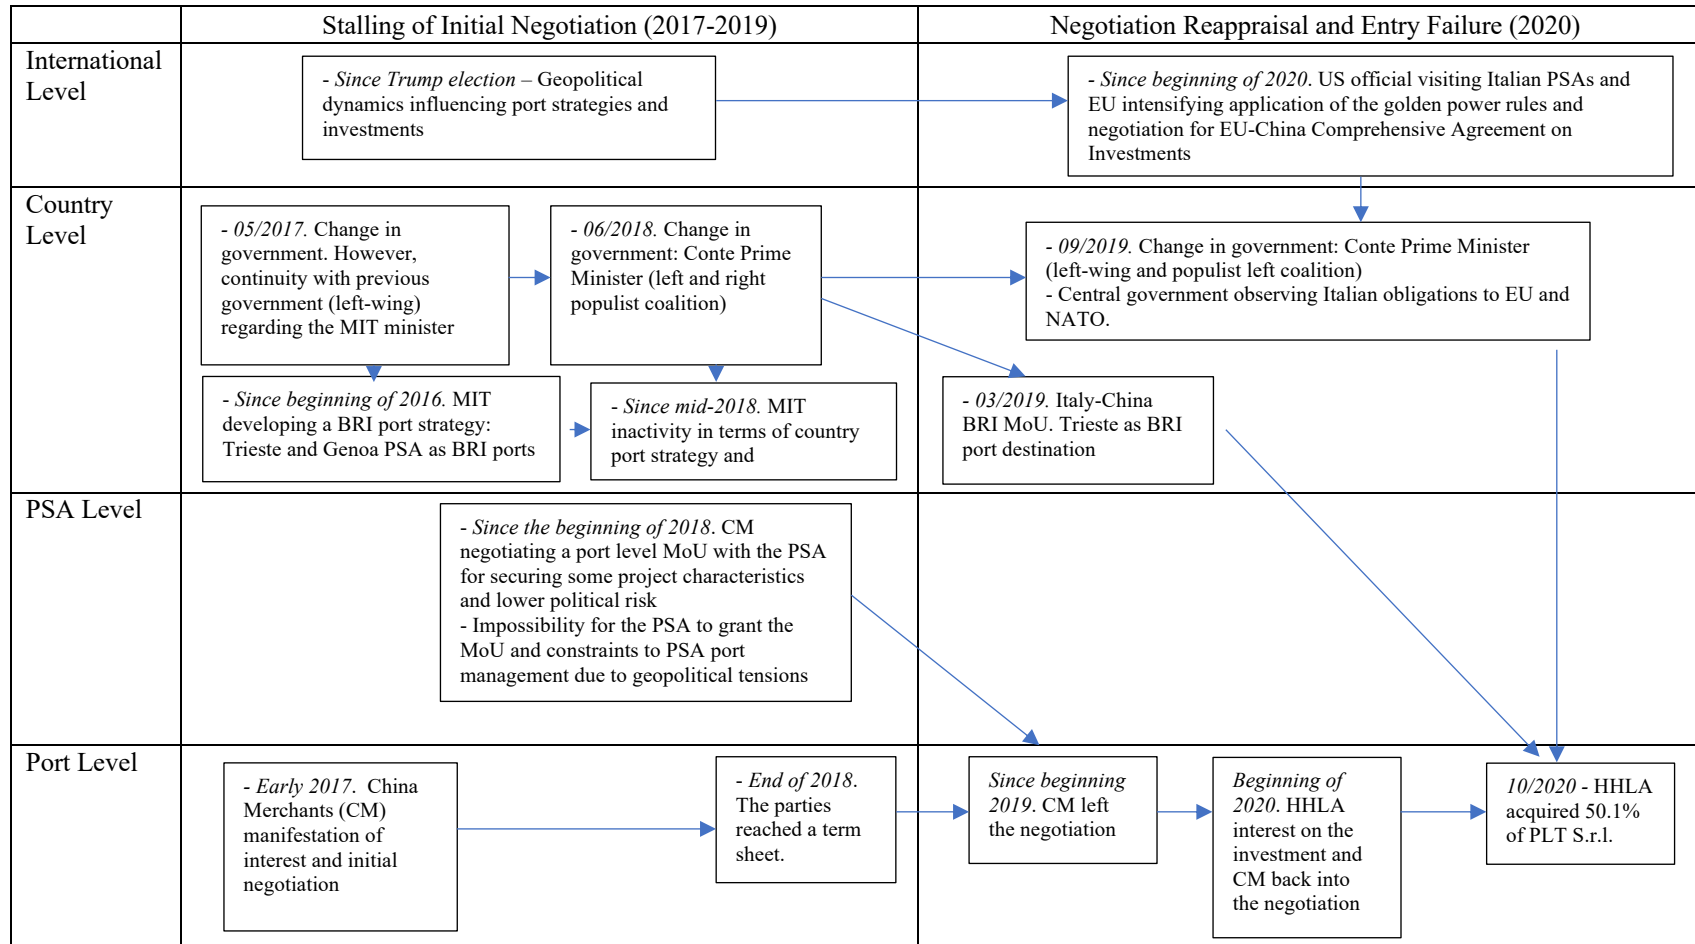 Stalling of Initial Negotiation (2017-2019)
Negotiation Reappraisal and Entry Failure (2020)
International
Level
- Since Trump election – Geopolitical
dynamics influencing port strategies and
investments
- Since beginning of 2020. US official visiting Italian PSAs and
EU intensifying application of the golden power rules and
negotiation for EU-China Comprehensive Agreement on
Investments
Country
Level
- 05/2017. Change in
government. However,
continuity with previous
government (left-wing)
regarding the MIT minister
- 06/2018. Change in
government: Conte Prime
Minister (left and right
populist coalition)
- 09/2019. Change in government: Conte Prime Minister
(left-wing and populist left coalition)
- Central government observing Italian obligations to EU and
NATO.
- Since beginning of 2016. MIT
developing a BRI port strategy:
Trieste and Genoa PSA as BRI ports
- Since mid-2018. MIT
inactivity in terms of country
port strategy and
- 03/2019. Italy-China
BRI MoU. Trieste as BRI
port destination
PSA Level
- Since the beginning of 2018. CM
negotiating a port level MoU with the PSA
for securing some project characteristics
and lower political risk
- Impossibility for the PSA to grant the
MoU and constraints to PSA port
management due to geopolitical tensions
Port Level
- Early 2017. China
Merchants (CM)
manifestation of
interest and initial
negotiation
- End of 2018.
The parties
reached a term
sheet.
Since beginning
2019. CM left
the negotiation
Beginning of
2020. HHLA
interest on the
investment and
CM back into
the negotiation
10/2020 - HHLA
acquired 50.1%
of PLT S.r.l.